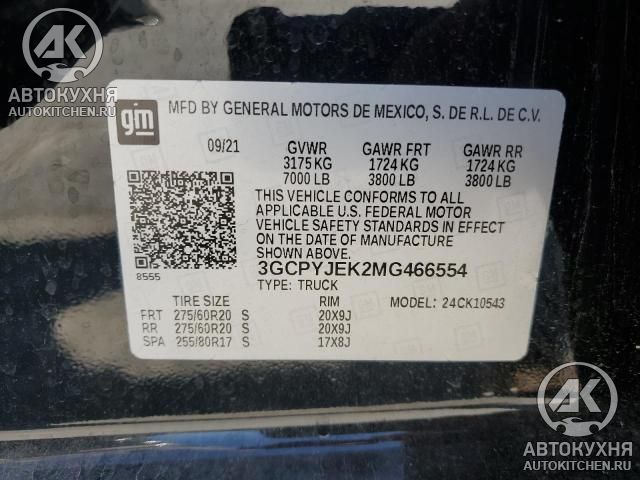 AK
АВТОКУХНЯ
AUTOKITCHEN.RU
gm
MFD BY GENERAL MOTORS DE MEXICO, S. DE R.L. DE C.V.
09/21 GVWR GAWR FRT GAWR RR
3175 KG 1724 KG 1724 KG
7000 LB 3800 LB 3800 LB
THIS VEHICLE CONFORMS TO ALL
APPLICABLE U.S. FEDERAL MOTOR
VEHICLE SAFETY STANDARDS IN EFFECT
ON THE DATE OF MANUFACTURE
SHOWN ABOVE.
8555
3GCPYJEK2MG466554
TYPE: TRUCK
TIRE SIZE RIM MODEL: 24CK10543
FRT 275/60R20 S 20X9J
RR 275/60R20 S 20X9J
SPA 255/80R17 S 17X8J
AK
АВТОКУХНЯ
AUTOKITCHEN.RU